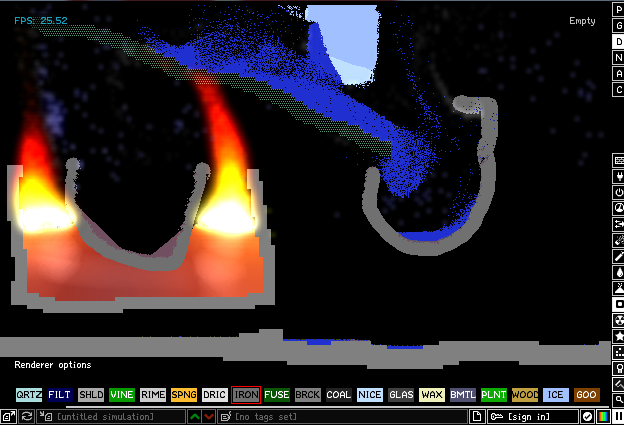 FPS: 25.52
Empty
P
G
D
N
A
C
Renderer options
QRTZ FILT SHLD VINE RIME SPNG DRIC IRON FUSE BRCK COAL NICE GLAS WAX BMTL PLNT WOOD ICE GOO
[untitled simulation] [no tags set] [sign in]